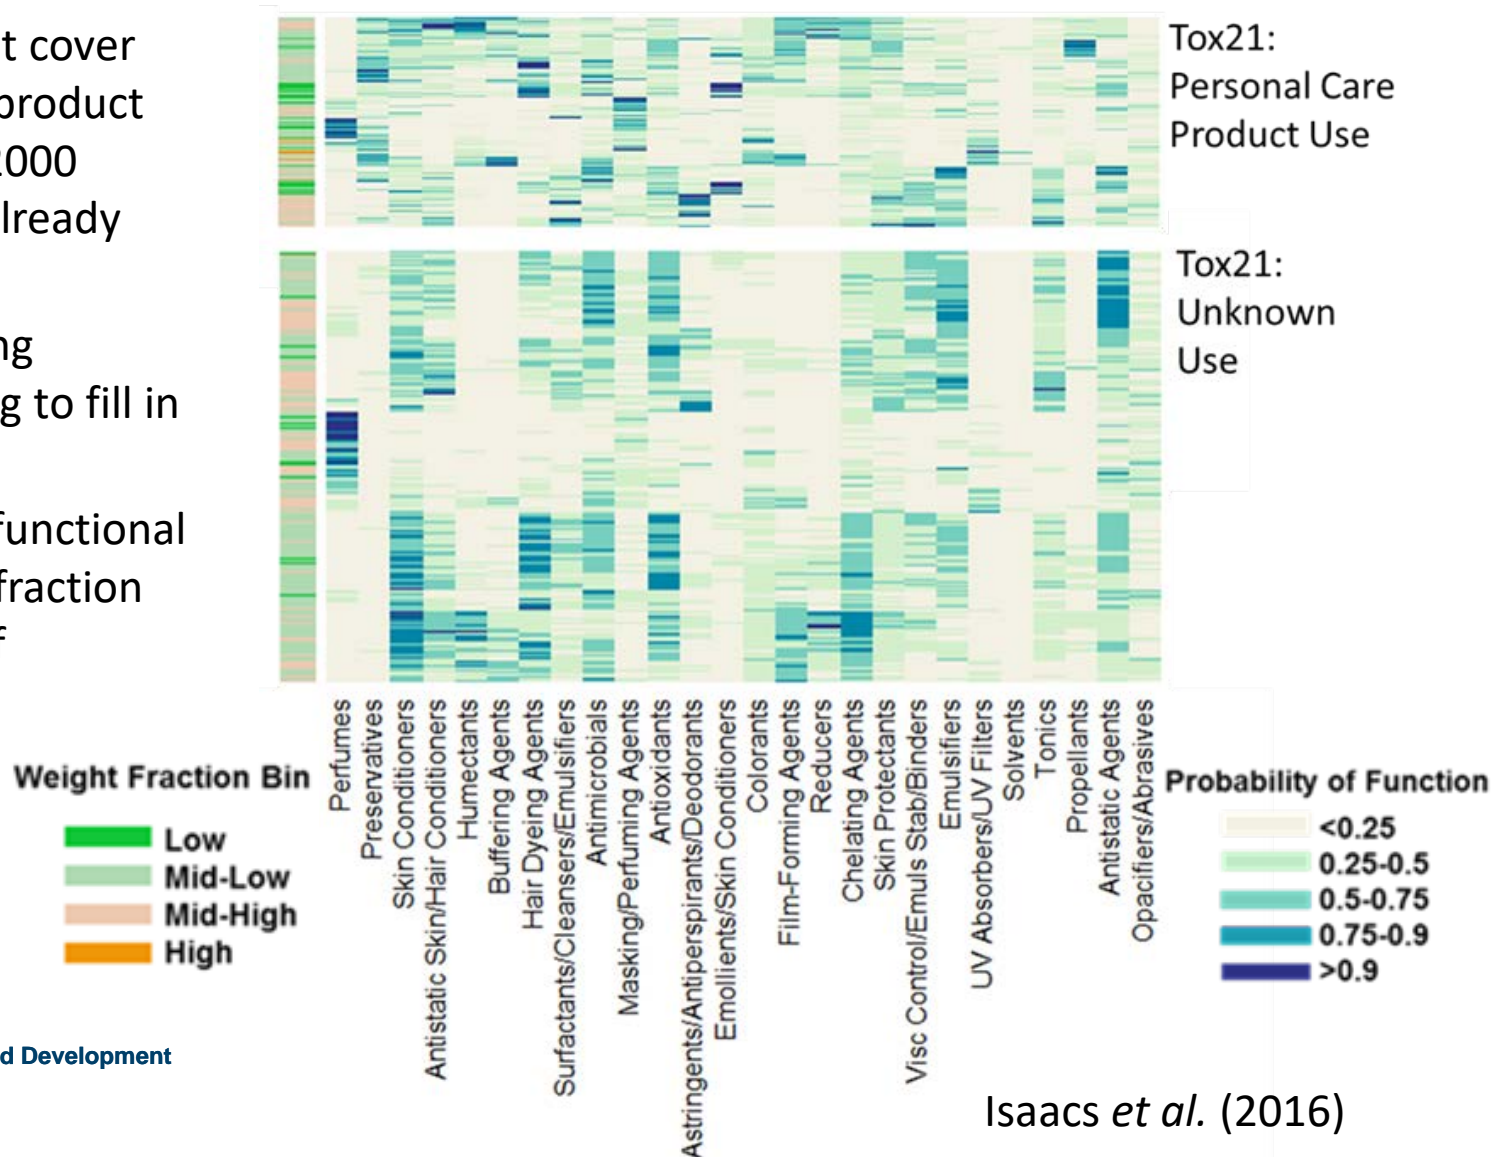 t cover
product
2000
lready
ng
g to fill in
functional
fraction
f
d Development
Tox21:
Personal Care
Product Use
Tox21:
Unknown
Use
Perfumes
Preservatives
Skin Conditioners
Antistatic Skin/Hair Conditioners
Humectants
Buffering Agents
Hair Dyeing Agents
Surfactants/Cleansers/Emulsifiers
Antimicrobials
Masking/Perfuming Agents
Antioxidants
Astringents/Antiperspirants/Deodorants
Emollients/Skin Conditioners
Colorants
Film-Forming Agents
Reducers
Chelating Agents
Skin Protectants
Visc Control/Emuls Stab/Binders
Emulsifiers
UV Absorbers/UV Filters
Solvents
Tonics
Propellants
Antistatic Agents
Opacifiers/Abrasives
Weight Fraction Bin
Low
Mid-Low
Mid-High
High
Probability of Function
<0.25
0.25-0.5
0.5-0.75
0.75-0.9
>0.9
Isaacs et al. (2016)